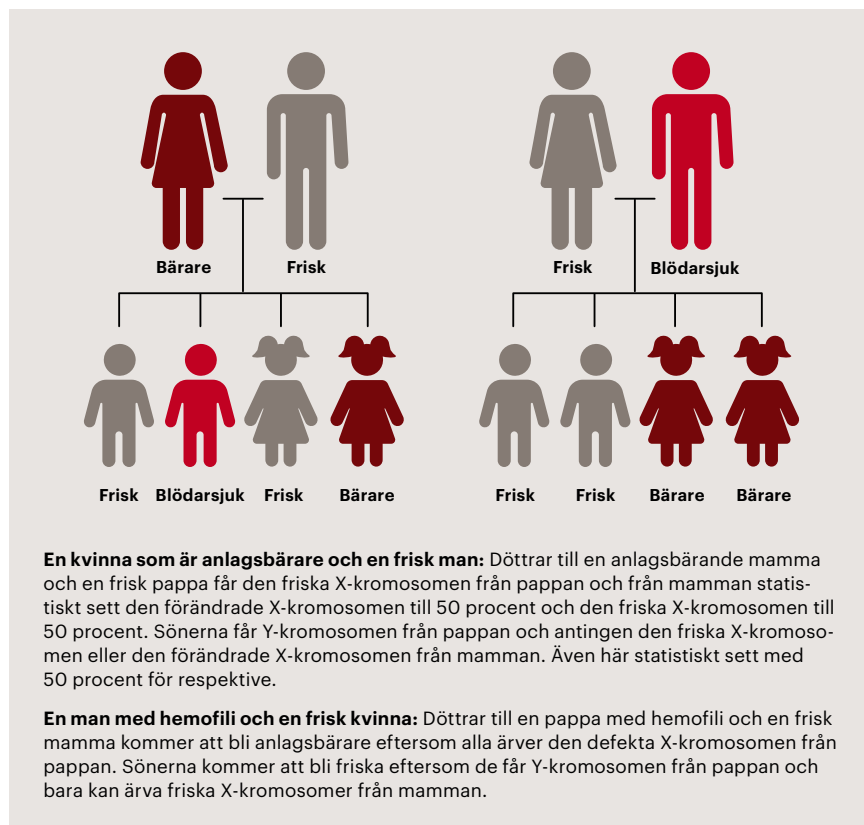 Bärare Frisk Frisk Blödarsjuk
Frisk Blödarsjuk Frisk Bärare Frisk Frisk Bärare Bärare
En kvinna som är anlagsbärare och en frisk man: Döttrar till en anlagsbärande mamma
och en frisk pappa får den friska X-kromosomen från pappan och från mamman statis-
tiskt sett den förändrade X-kromosomen till 50 procent och den friska X-kromosomen till
50 procent. Sönerna får Y-kromosomen från pappan och antingen den friska X-kromoso-
men eller den förändrade X-kromosomen från mamman. Även här statistiskt sett med
50 procent för respektive.
En man med hemofili och en frisk kvinna: Döttrar till en pappa med hemofili och en frisk
mamma kommer att bli anlagsbärare eftersom alla ärver den defekta X-kromosomen från
pappan. Sönerna kommer att bli friska eftersom de får Y-kromosomen från pappan och
bara kan ärva friska X-kromosomer från mamman.